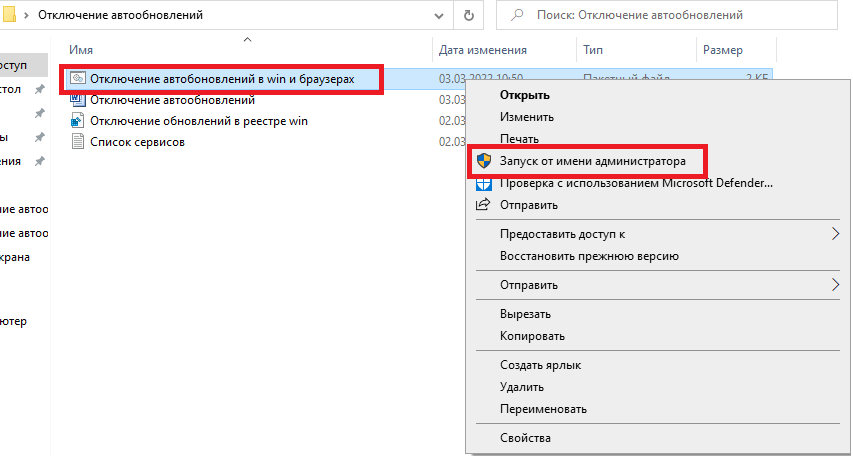 Отключение автообновлений
Поиск: Отключение автообновлений
Имя
Дата изменения
Тип
Размер
оступ
Отключение автобоновлений в win и браузерах
03.03.2022 10:50
Пакетный файл
2 КБ
стол
Отключение автообновлений
03.0
Отключение обновлений в реестре win
02.03
ы
Список сервисов
02.03
ения
ние автоо
ние автоо
крана
ютер
Открыть
Изменить
Печать
Запуск от имени администратора
Проверка с использованием Microsoft Defender...
Отправить
Предоставить доступ к
Восстановить прежнюю версию
Отправить
Вырезать
Копировать
Создать ярлык
Удалить
Переименовать
Свойства